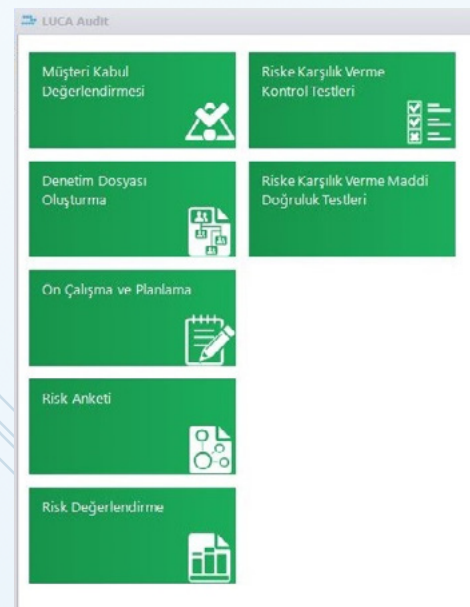 LUCA Audit
Müşteri Kabul
Değerlendirmesi
Riske Karşılık Verme
Kontrol Testleri
Denetim Dosyası
Oluşturma
Riske Karşılık Verme Maddi
Doğruluk Testleri
Ön Çalışma ve Planlama
Risk Anketi
Risk Değerlendirme